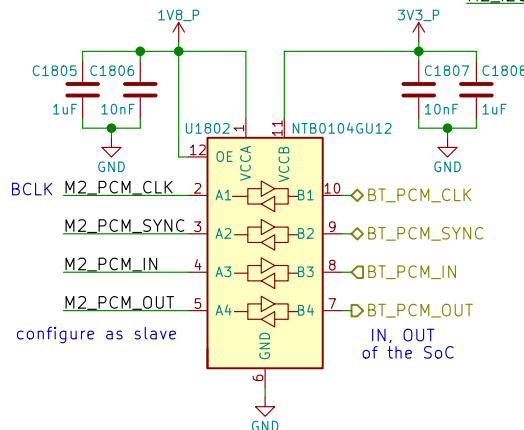 1V8_P
3V3_P
C1805
C1806
C1807
C1808
1uF
10nF
10nF
1uF
GND
GND
U1802
NTB0104GU12
1
11
12
OE
VCCA
VCCB
BCLK
M2_PCM_CLK
2
A1
B1
10
BT_PCM_CLK
M2_PCM_SYNC
3
A2
B2
9
BT_PCM_SYNC
M2_PCM_IN
4
A3
B3
8
BT_PCM_IN
M2_PCM_OUT
5
A4
B4
7
BT_PCM_OUT
configure as slave
GND
IN, OUT
of the SoC
6
GND